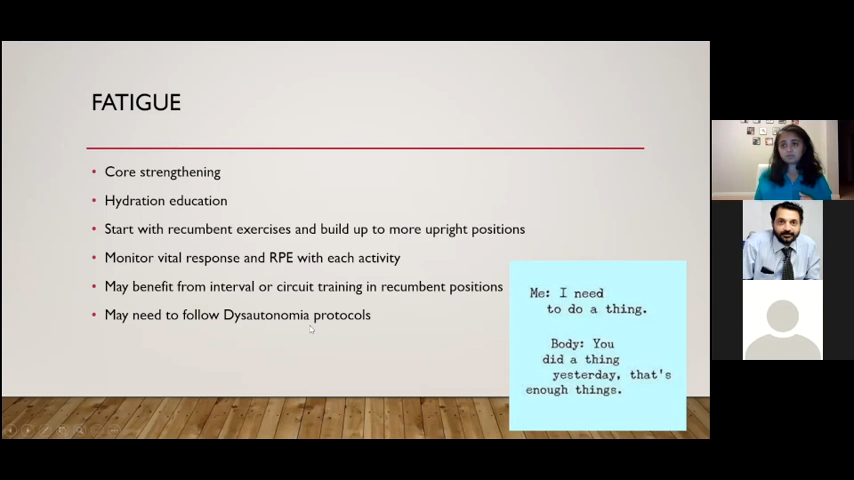 FATIGUE
Core strengthening
Hydration education
Start with recumbent exercises and build up to more upright positions
Monitor vital response and RPE with each activity
May benefit from interval or circuit training in recumbent positions
May need to follow Dysautonomia protocols
Me: I need
to do a thing.
Body: You
did a thing
yesterday, that's
enough things.